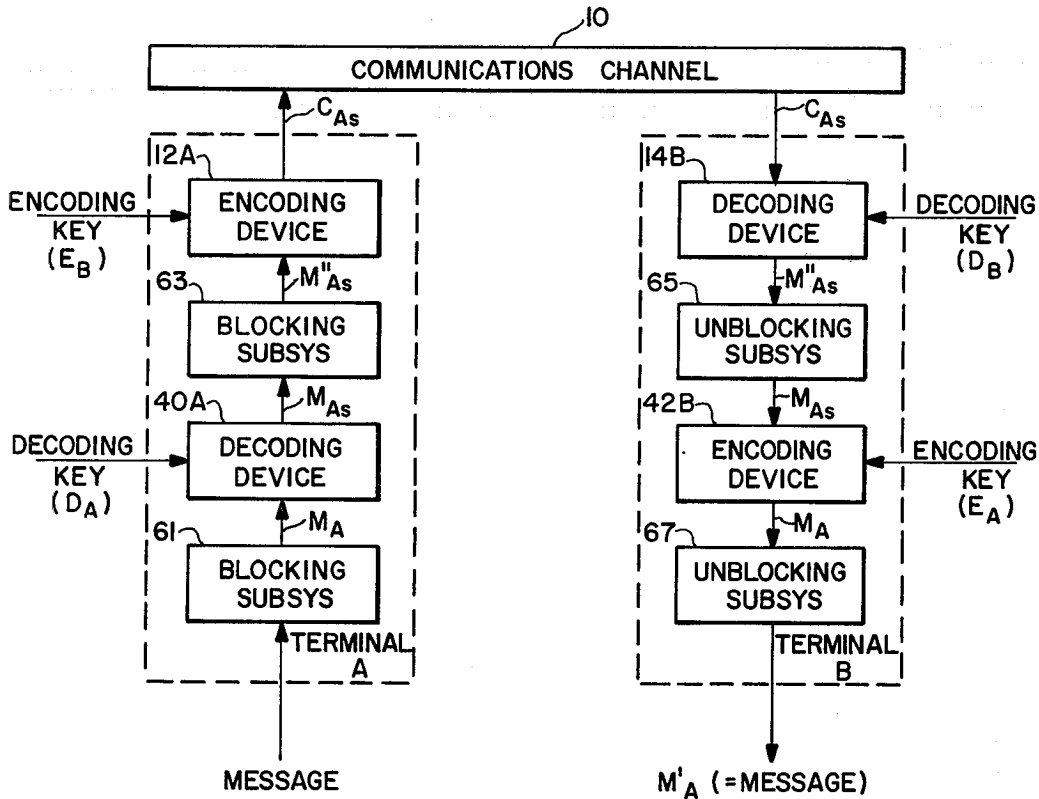 10
COMMUNICATIONS CHANNEL
C_As
C_As
12A
14B
ENCODING KEY (E_B)
ENCODING DEVICE
DECODING DEVICE
DECODING KEY (D_B)
M"_As
M"_As
63
65
BLOCKING SUBSYS
UNBLOCKING SUBSYS
M_As
M_As
40A
42B
DECODING KEY (D_A)
DECODING DEVICE
ENCODING DEVICE
ENCODING KEY (E_A)
M_A
M_A
61
67
BLOCKING SUBSYS
UNBLOCKING SUBSYS
TERMINAL A
TERMINAL B
MESSAGE
M'_A (=MESSAGE)